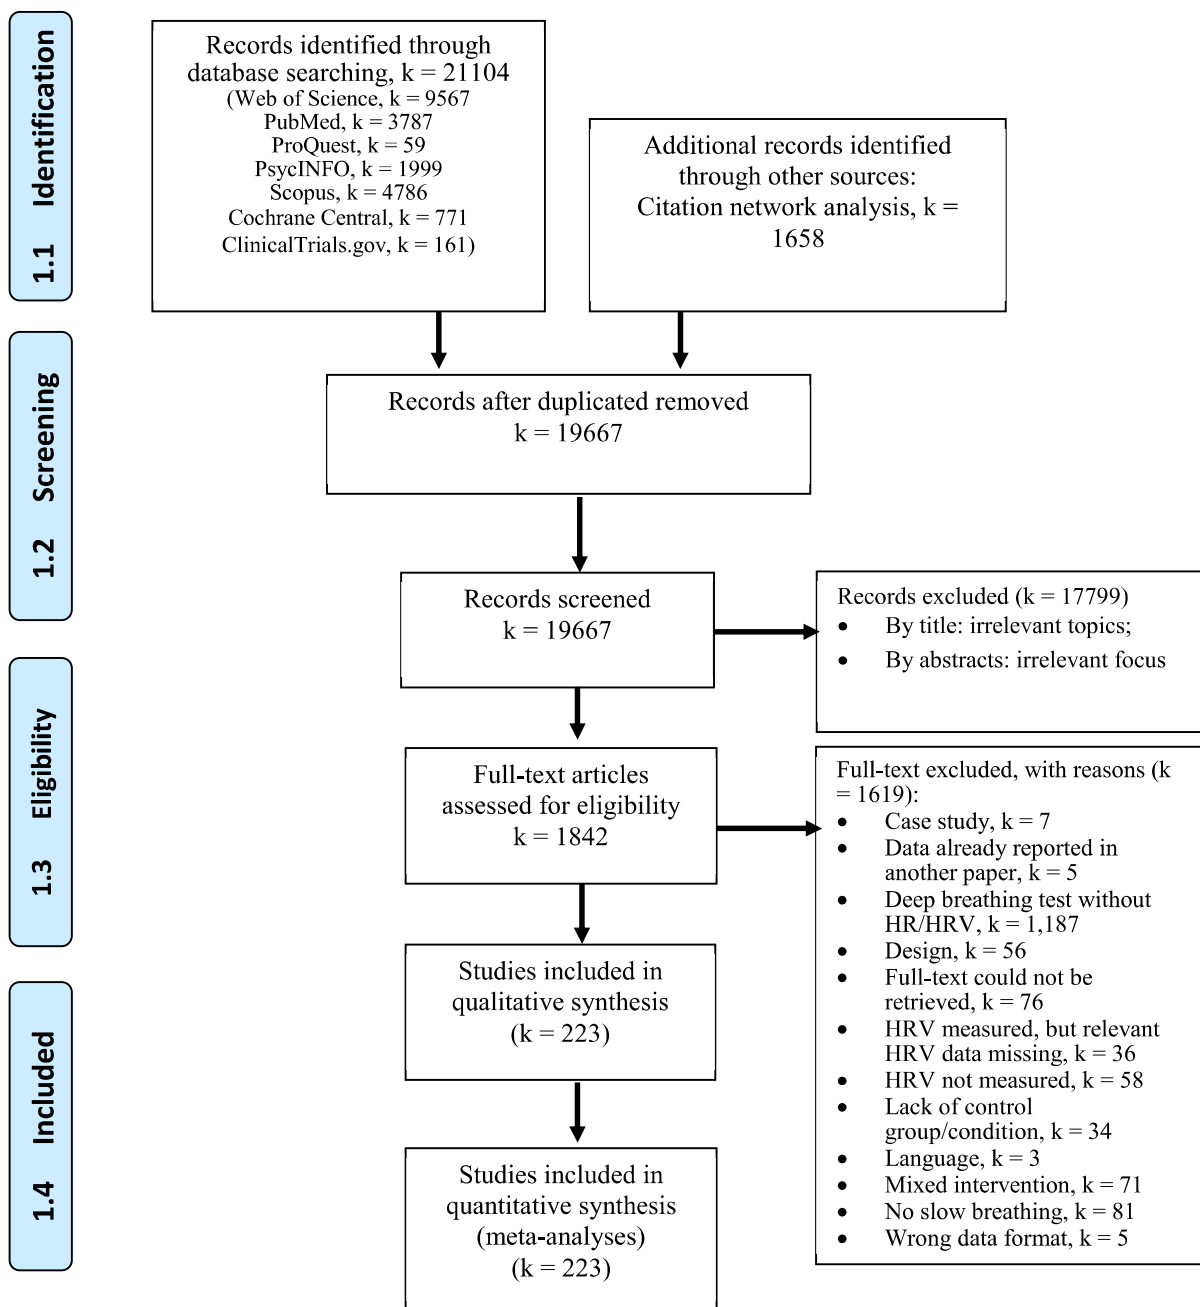 1.1 Identification
Records identified through
database searching, k = 21104
(Web of Science, k = 9567
PubMed, k = 3787
ProQuest, k = 59
PsycINFO, k = 1999
Scopus, k = 4786
Cochrane Central, k = 771
ClinicalTrials.gov, k = 161)
Additional records identified
through other sources:
Citation network analysis, k =
1658
1.2 Screening
Records after duplicated removed
k = 19667
Records screened
k = 19667
Records excluded (k = 17799)
• By title: irrelevant topics;
• By abstracts: irrelevant focus
1.3 Eligibility
Full-text articles
assessed for eligibility
k = 1842
Full-text excluded, with reasons (k
= 1619):
• Case study, k = 7
• Data already reported in
another paper, k = 5
• Deep breathing test without
HR/HRV, k = 1,187
• Design, k = 56
• Full-text could not be
retrieved, k = 76
• HRV measured, but relevant
HRV data missing, k = 36
• HRV not measured, k = 58
• Lack of control
group/condition, k = 34
• Language, k = 3
• Mixed intervention, k = 71
• No slow breathing, k = 81
• Wrong data format, k = 5
1.4 Included
Studies included in
qualitative synthesis
(k = 223)
Studies included in
quantitative synthesis
(meta-analyses)
(k = 223)